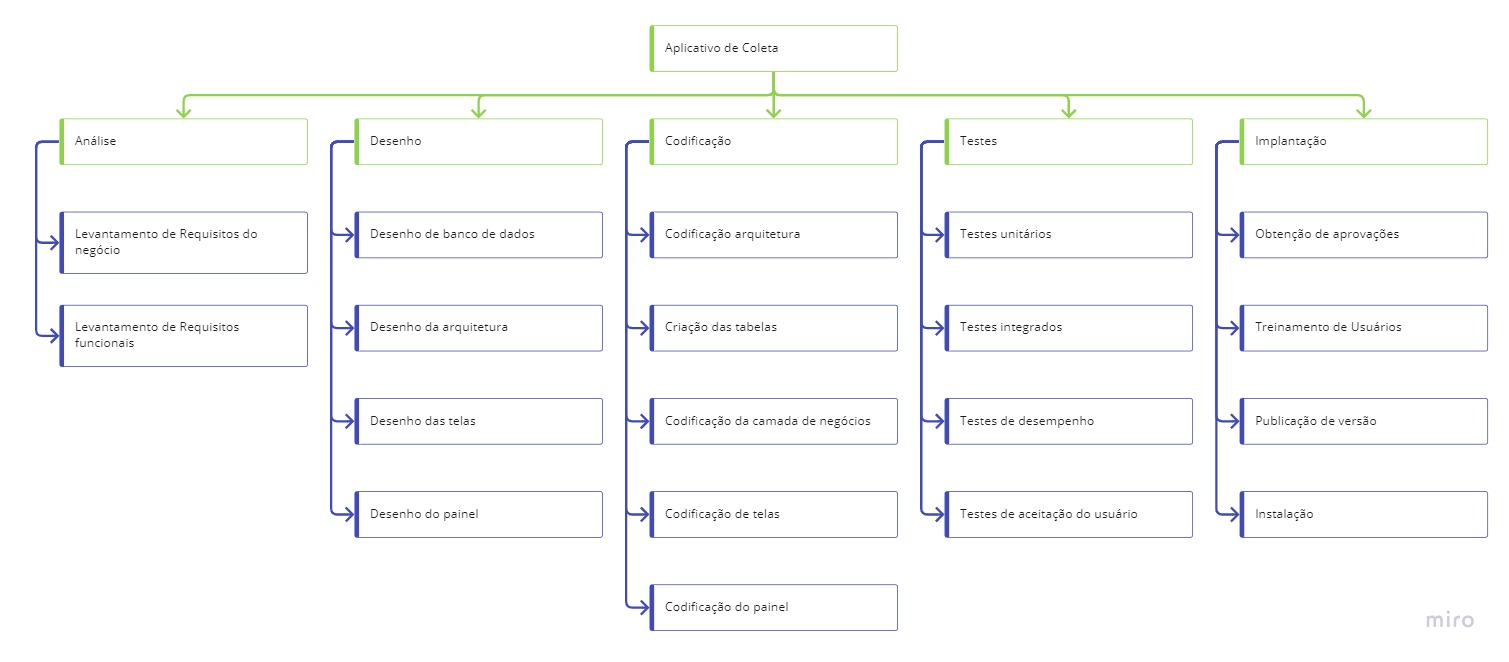 Aplicativo de Coleta
Análise
Desenho
Codificação
Testes
Implantação
Levantamento de Requisitos do
negócio
Desenho de banco de dados
Codificação arquitetura
Testes unitários
Obtenção de aprovações
Levantamento de Requisitos
funcionais
Desenho da arquitetura
Criação das tabelas
Testes integrados
Treinamento de Usuários
Desenho das telas
Codificação da camada de negócios
Testes de desempenho
Publicação de versão
Desenho do painel
Codificação de telas
Testes de aceitação do usuário
Instalação
Codificação do painel
miro